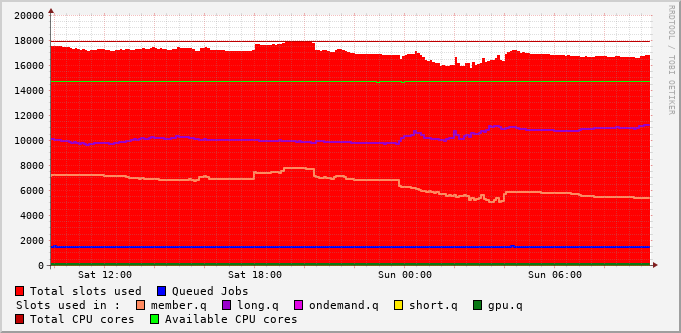 20000
18000
16000
14000
12000
10000
8000
6000
4000
2000
0
Sat 12:00 Sat 18:00 Sun 00:00 Sun 06:00
RRDTOOL / TOBI OETIKER
Total slots used Queued Jobs
Slots used in : member.q long.q ondemand.q short.q gpu.q
Total CPU cores Available CPU cores